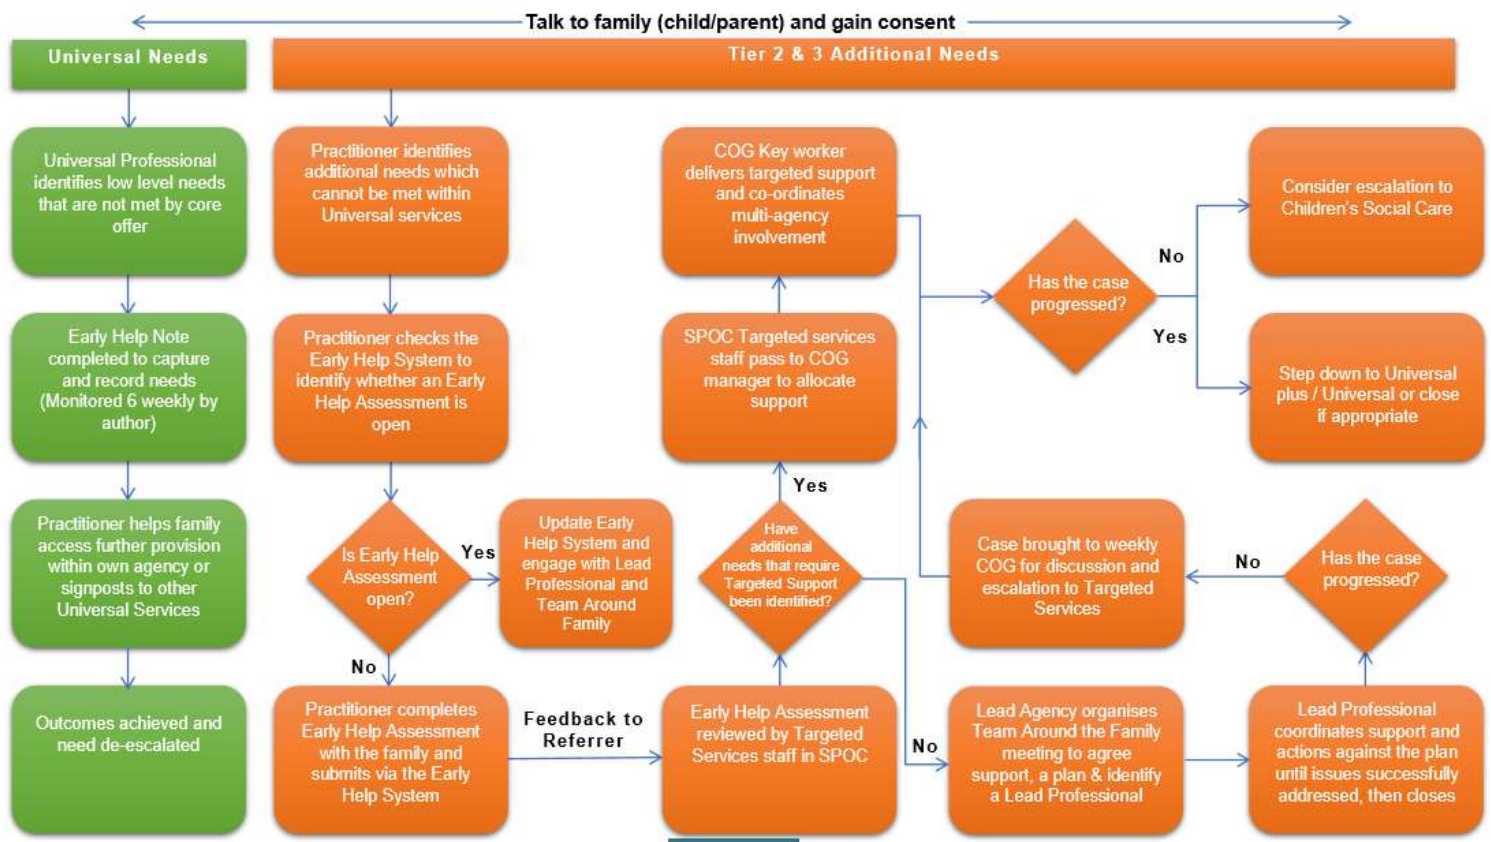 Talk to family (child/parent) and gain consent
Universal Needs
Tier 2 & 3 Additional Needs
Universal Professional
identifies low level needs
that are not met by core
offer
Early Help Note
completed to capture
and record needs
(Monitored 6 weekly by
author)
Practitioner helps family
access further provision
within own agency or
signposts to other
Universal Services
Outcomes achieved and
need de-escalated
Practitioner identifies
additional needs which
cannot be met within
Universal services
Practitioner checks the
Early Help System to
identify whether an Early
Help Assessment is
open
Is Early Help
Assessment
open?
Yes
Update Early
Help System and
engage with Lead
Professional and
Team Around
Family
No
Practitioner completes
Early Help Assessment
with the family and
submits via the Early
Help System
Feedback to
Referrer
Early Help Assessment
reviewed by Targeted
Services staff in SPOC
Have
additional
needs that require
Targeted Support
been identified?
Yes
SPOC Targeted services
staff pass to COG
manager to allocate
support
COG Key worker
delivers targeted support
and co-ordinates
multi-agency
involvement
No
Lead Agency organises
Team Around the Family
meeting to agree
support, a plan & identify
a Lead Professional
Lead Professional
coordinates support and
actions against the plan
until issues successfully
addressed, then closes
Has the case
progressed?
No
Case brought to weekly
COG for discussion and
escalation to Targeted
Services
Has the case
progressed?
No
Consider escalation to
Children's Social Care
Yes
Step down to Universal
plus / Universal or close
if appropriate